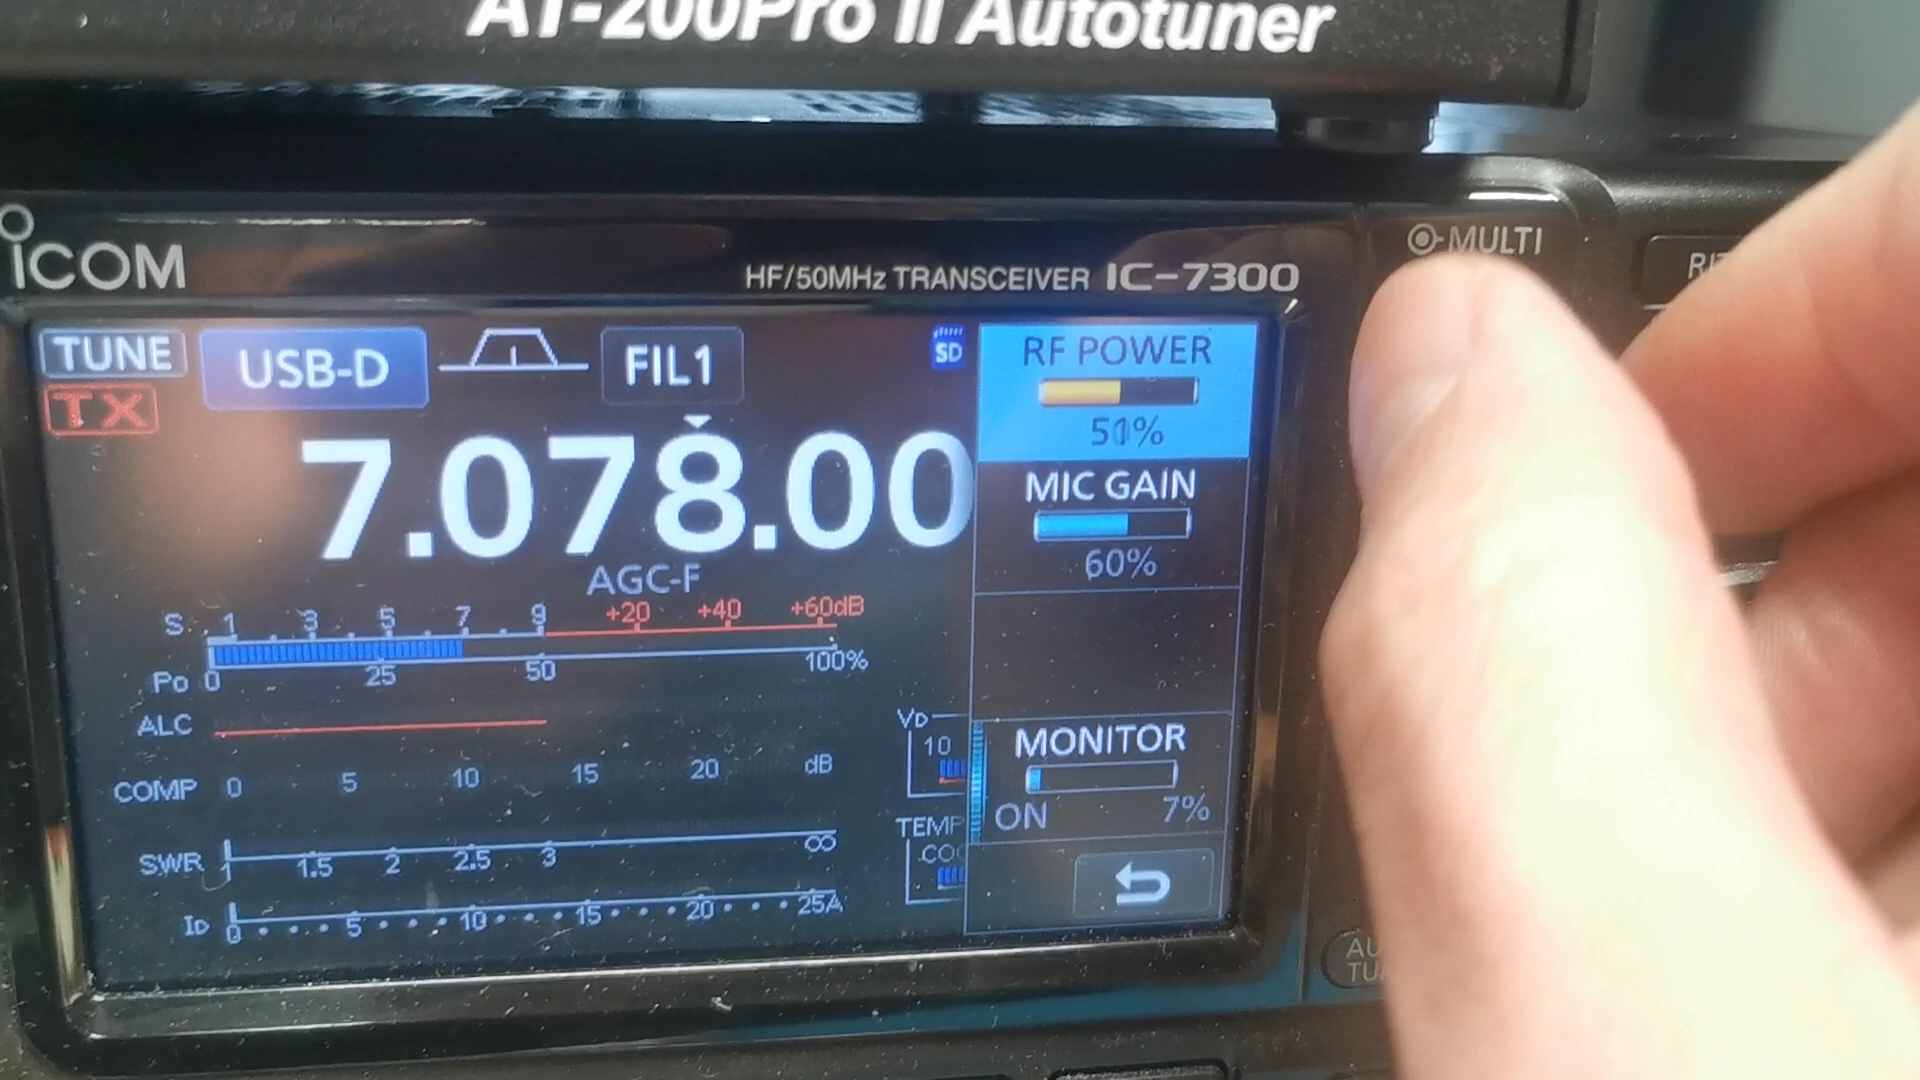 AT-200Pro II Autotuner
ICOM
MULTI
HF/50MHz TRANSCEIVER IC-7300
TUNE
USB-D
FIL1
SD
TX
7.078.00
AGC-F
S 1 3 5 7 9 +20 +40 +60dB
Po 0 25 50 100%
ALC
COMP 0 5 10 15 20 dB
SWR 1 1.5 2 2.5 3 ∞
ID 0 5 10 15 20 25A
VD
10
TEMP
RF POWER
MIC GAIN
60%
MONITOR
ON 7%